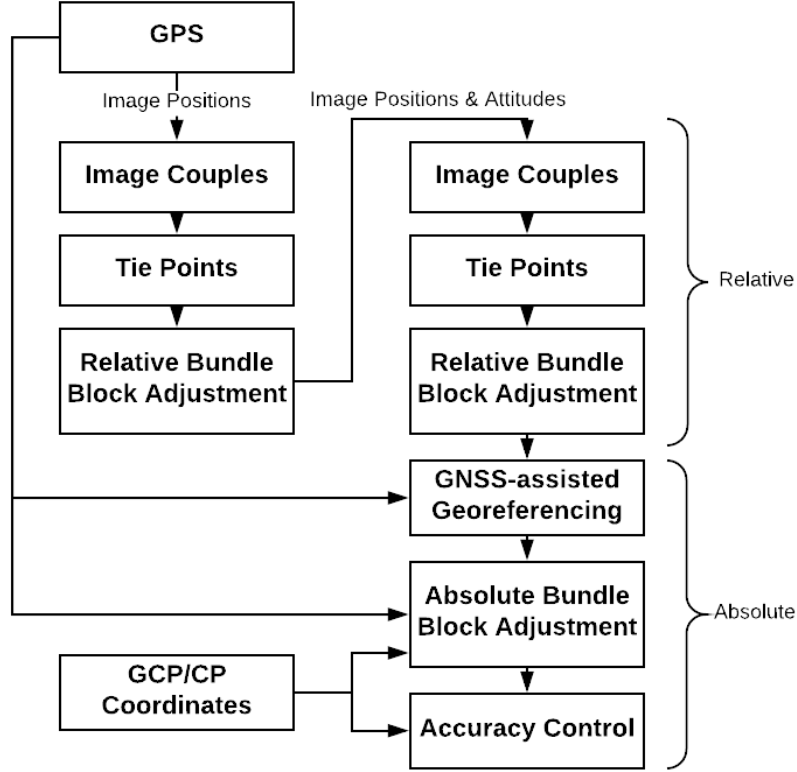 GPS
Image Positions
Image Positions & Attitudes
Image Couples
Tie Points
Relative Bundle
Block Adjustment
Image Couples
Tie Points
Relative Bundle
Block Adjustment
Relative
GNSS-assisted
Georeferencing
Absolute Bundle
Block Adjustment
Absolute
GCP/CP
Coordinates
Accuracy Control